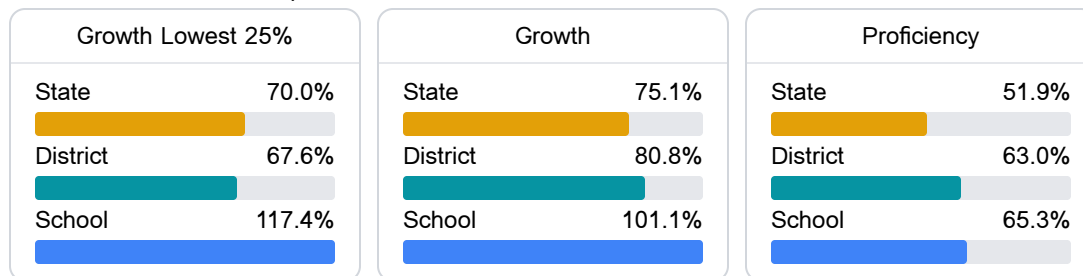 Growth Lowest 25%
State 70.0%
District 67.6%
School 117.4%
Growth
State 75.1%
District 80.8%
School 101.1%
Proficiency
State 51.9%
District 63.0%
School 65.3%